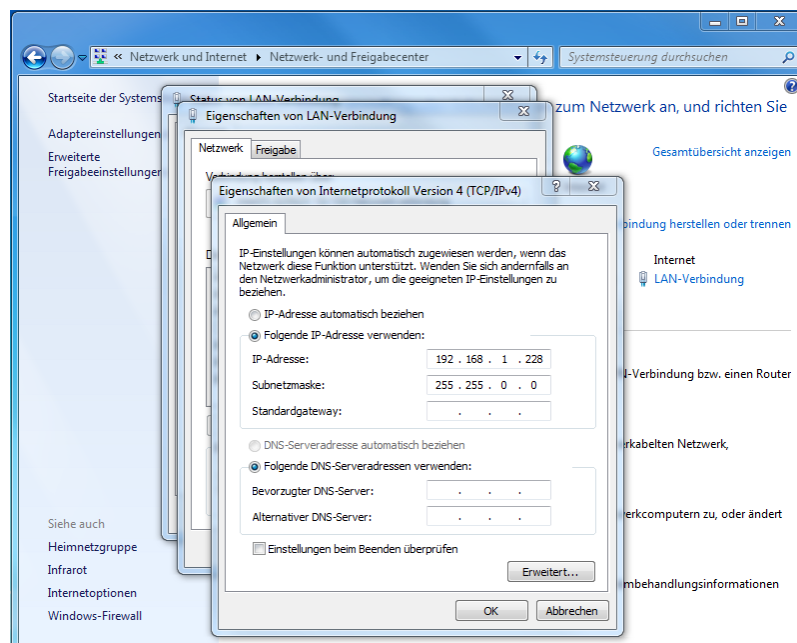 « Netzwerk und Internet ▸ Netzwerk- und Freigabecenter
Systemsteuerung durchsuchen
Startseite der Systems
Adaptereinstellungen
Erweiterte
Freigabeeinstellunger
Siehe auch
Heimnetzgruppe
Infrarot
Internetoptionen
Windows-Firewall
Status von LAN-Verbindung
Eigenschaften von LAN-Verbindung
Netzwerk
Freigabe
Verbindung herstellen über:
Eigenschaften von Internetprotokoll Version 4 (TCP/IPv4)
Allgemein
IP-Einstellungen können automatisch zugewiesen werden, wenn das
Netzwerk diese Funktion unterstützt. Wenden Sie sich andernfalls an
den Netzwerkadministrator, um die geeigneten IP-Einstellungen zu
beziehen.
IP-Adresse automatisch beziehen
Folgende IP-Adresse verwenden:
IP-Adresse: 192 . 168 . 1 . 228
Subnetzmaske: 255 . 255 . 0 . 0
Standardgateway: . . .
DNS-Serveradresse automatisch beziehen
Folgende DNS-Serveradressen verwenden:
Bevorzugter DNS-Server: . . .
Alternativer DNS-Server: . . .
Einstellungen beim Beenden überprüfen
Erweitert...
OK
Abbrechen
zum Netzwerk an, und richten Sie
Gesamtübersicht anzeigen
bindung herstellen oder trennen
Internet
LAN-Verbindung
-Verbindung bzw. einen Router
rkabelten Netzwerk,
erkcomputern zu, oder ändert
mbehandlungsinformationen